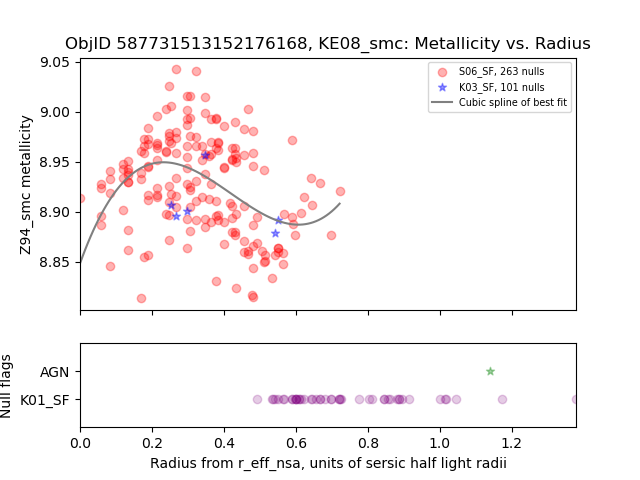 ObjID 587731513152176168, KE08_smc: Metallicity vs. Radius
9.05
9.00
8.95
8.90
8.85
Z94_smc metallicity
S06_SF, 263 nulls
K03_SF, 101 nulls
Cubic spline of best fit
AGN
K01_SF
Null flags
0.0 0.2 0.4 0.6 0.8 1.0 1.2
Radius from r_eff_nsa, units of sersic half light radii